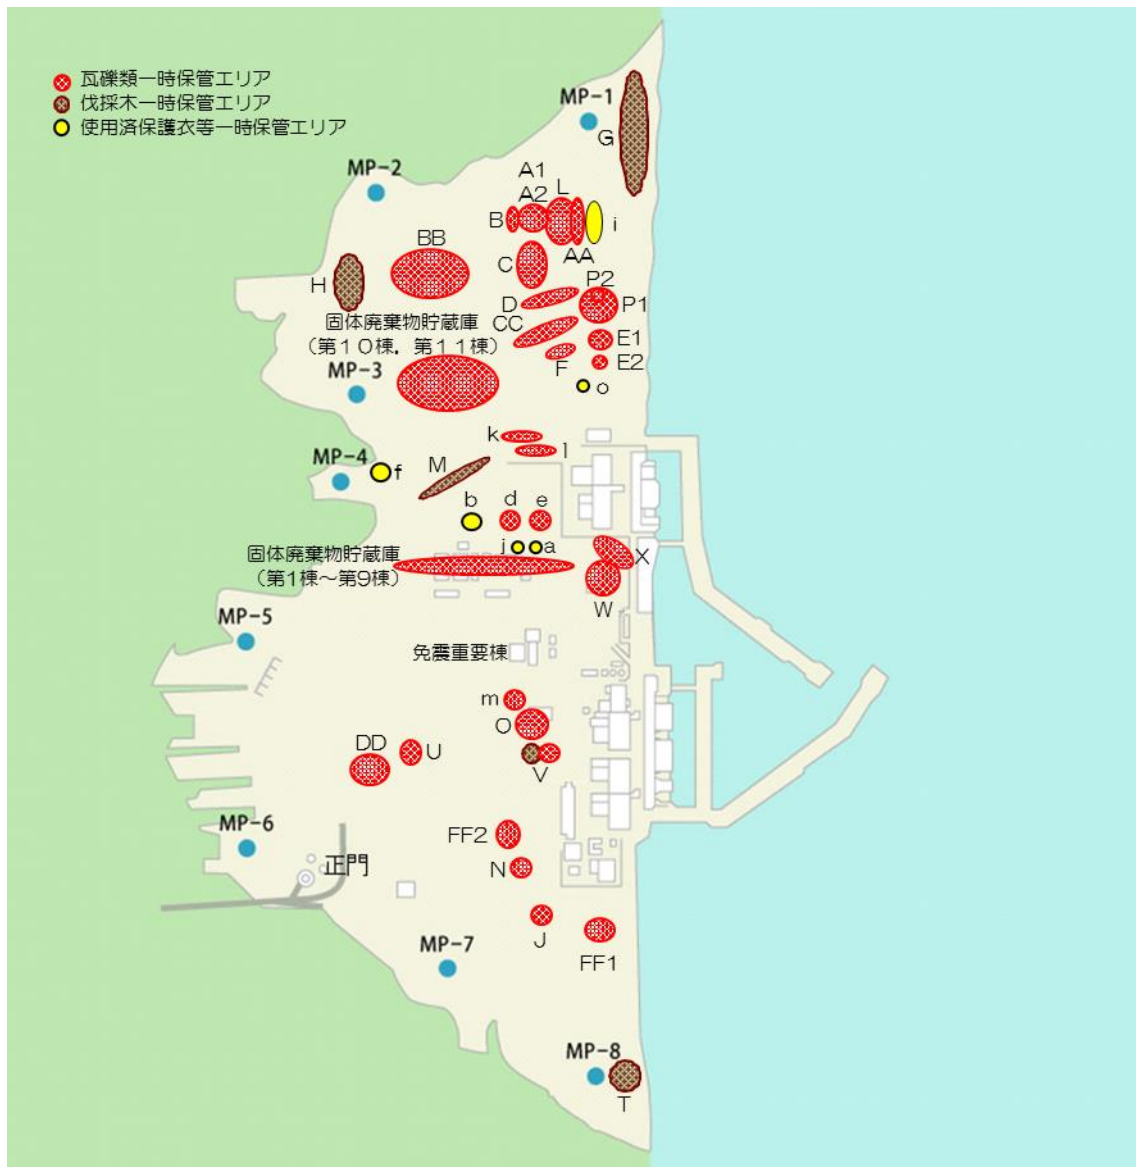 瓦礫類一時保管エリア
伐採木一時保管エリア
使用済保護衣等一時保管エリア
MP-1
G
MP-2
A1
A2
L
B
i
AA
BB
C
H
P2
P1
D
CC
固体廃棄物貯蔵庫
（第１０棟，第１１棟）
E1
F
E2
MP-3
o
k
l
MP-4
f
M
b
d
e
j
a
固体廃棄物貯蔵庫
（第1棟～第9棟）
X
W
MP-5
免震重要棟
m
O
DD
U
V
MP-6
FF2
正門
N
J
MP-7
FF1
MP-8
T